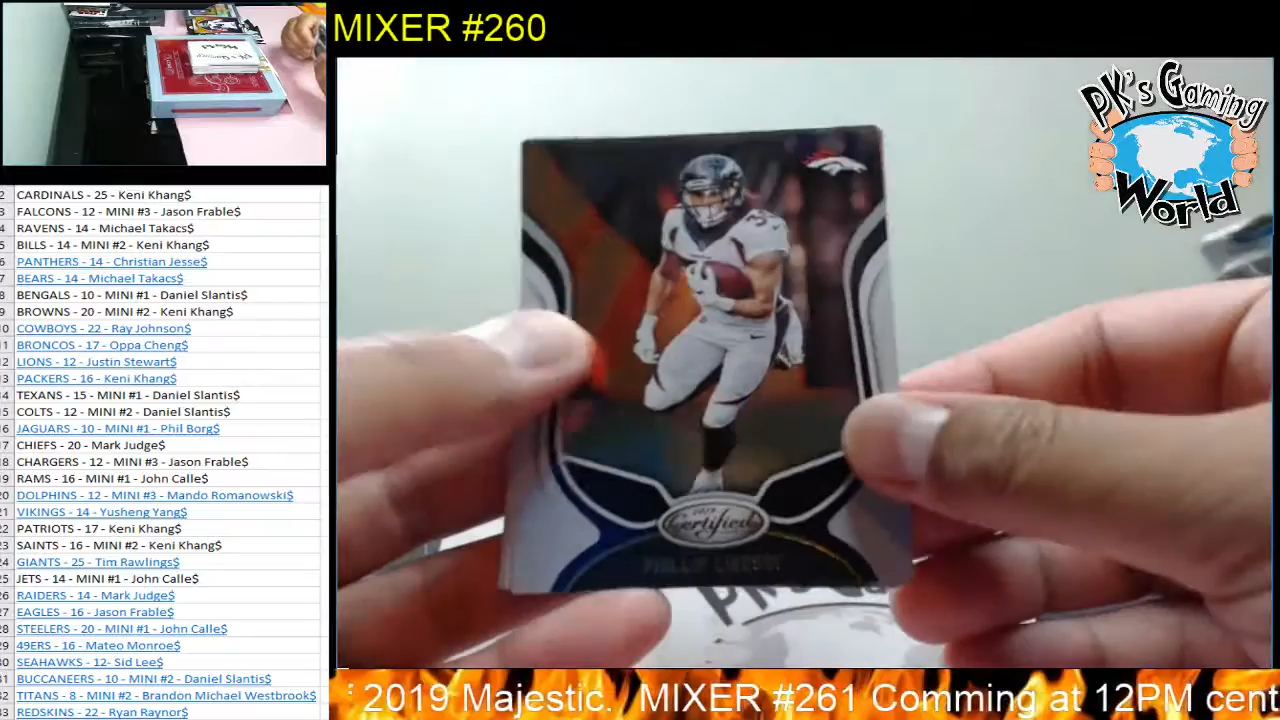 MIXER #260
PK's Gaming
World
2 CARDINALS - 25 - Keni Khang$
3 FALCONS - 12 - MINI #3 - Jason Frable$
4 RAVENS - 14 - Michael Takacs$
5 BILLS - 14 - MINI #2 - Keni Khang$
6 PANTHERS - 14 - Christian Jesse$
7 BEARS - 14 - Michael Takacs$
8 BENGALS - 10 - MINI #1 - Daniel Slantis$
9 BROWNS - 20 - MINI #2 - Keni Khang$
10 COWBOYS - 22 - Ray Johnson$
11 BRONCOS - 17 - Oppa Cheng$
12 LIONS - 12 - Justin Stewart$
13 PACKERS - 16 - Keni Khang$
14 TEXANS - 15 - MINI #1 - Daniel Slantis$
15 COLTS - 12 - MINI #2 - Daniel Slantis$
16 JAGUARS - 10 - MINI #1 - Phil Borg$
17 CHIEFS - 20 - Mark Judge$
18 CHARGERS - 12 - MINI #3 - Jason Frable$
19 RAMS - 16 - MINI #1 - John Calle$
20 DOLPHINS - 12 - MINI #3 - Mando Romanowski$
21 VIKINGS - 14 - Yusheng Yang$
22 PATRIOTS - 17 - Keni Khang$
23 SAINTS - 16 - MINI #2 - Keni Khang$
24 GIANTS - 25 - Tim Rawlings$
25 JETS - 14 - MINI #1 - John Calle$
26 RAIDERS - 14 - Mark Judge$
27 EAGLES - 16 - Jason Frable$
28 STEELERS - 20 - MINI #1 - John Calle$
29 49ERS - 16 - Mateo Monroe$
30 SEAHAWKS - 12- Sid Lee$
31 BUCCANEERS - 10 - MINI #2 - Daniel Slantis$
32 TITANS - 8 - MINI #2 - Brandon Michael Westbrook$
33 REDSKINS - 22 - Ryan Raynor$
2019
Certified
PHILLIP LINDSAY
2019 Majestic. MIXER #261 Comming at 12PM cent